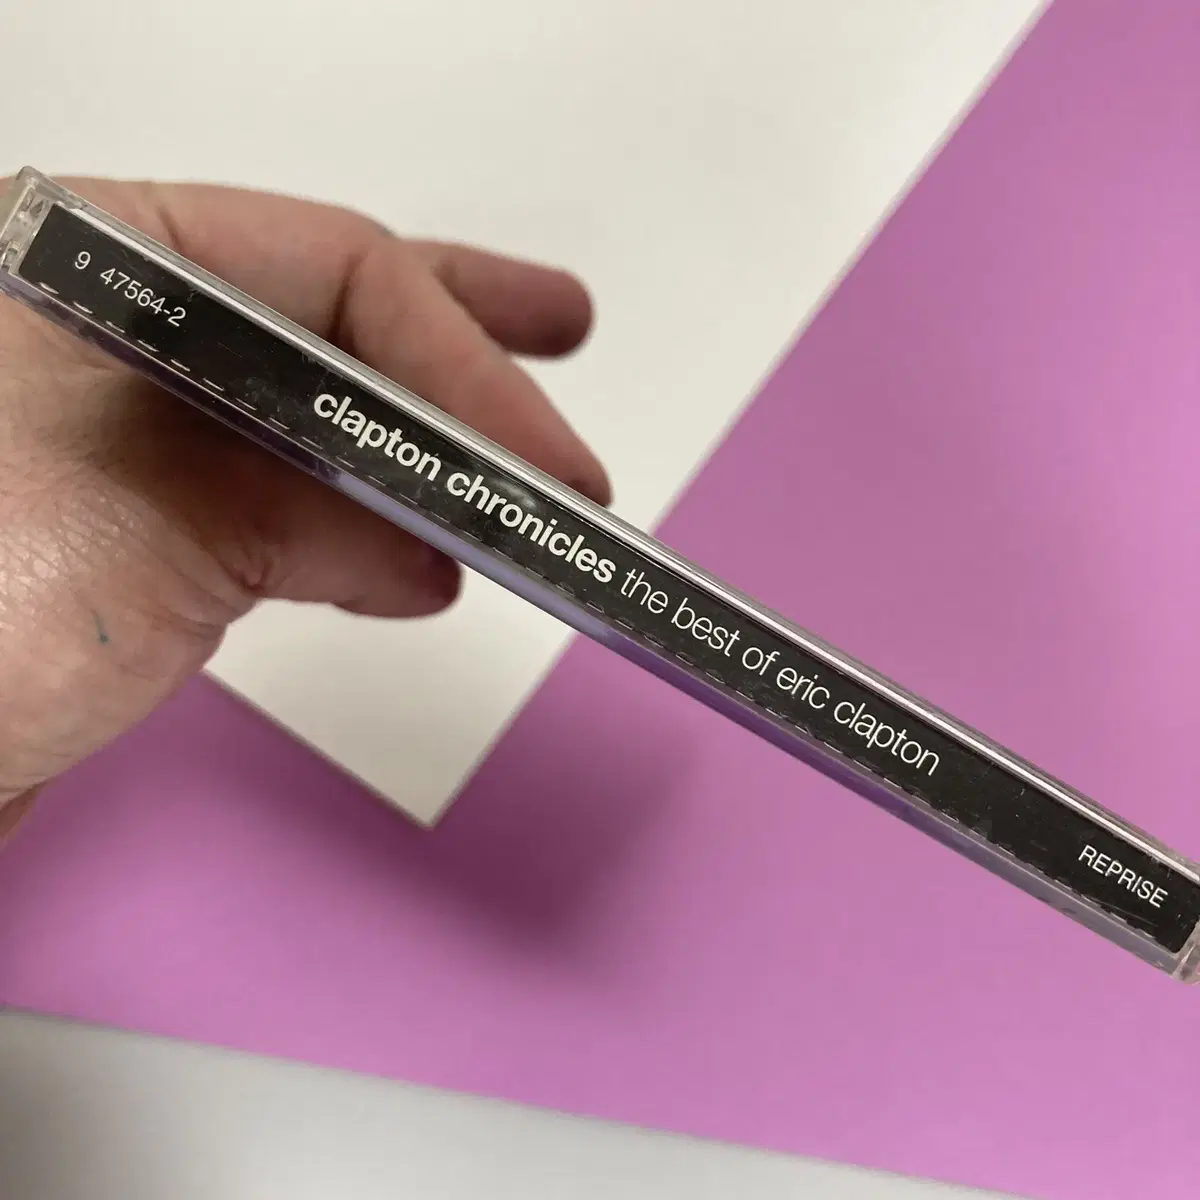 9 47564-2
clapton chronicles the best of eric clapton
REPRISE